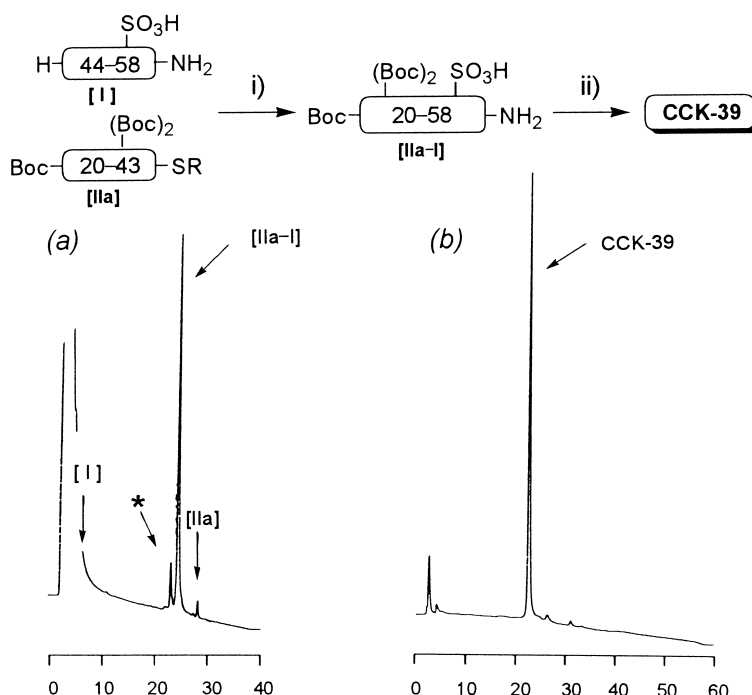 SO₃H
H- 44–58 -NH₂
[ I ]
(Boc)₂
Boc- 20–43 -SR
[IIa]
i)
(Boc)₂ SO₃H
Boc- 20–58 -NH₂
[IIa–I]
ii)
CCK-39
(a)
[IIa–I]
[ I ]
*
[IIa]
0 10 20 30 40
(b)
CCK-39
0 10 20 30 40 50 60